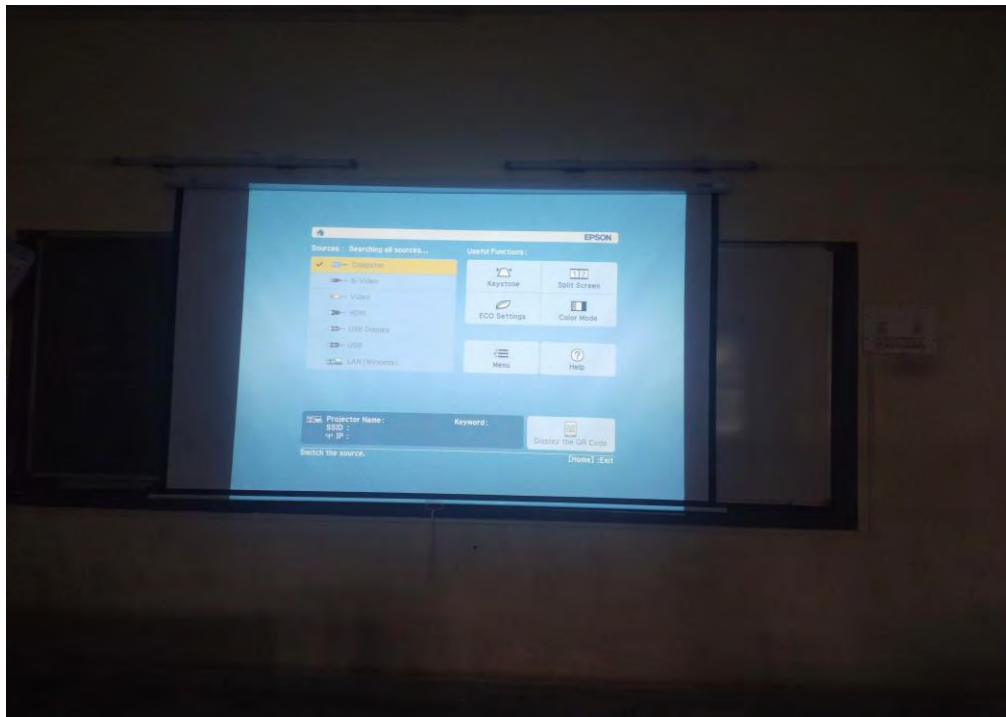 EPSON
Sources : Searching all sources...
Computer
S-Video
Video
HDMI
USB Display
USB
LAN (Wireless)
Useful Functions :
Keystone
Split Screen
ECO Settings
Color Mode
Menu
Help
Projector Name :
SSID :
IP :
Keyword :
Display the QR Code
Switch the source.
[Home] :Exit